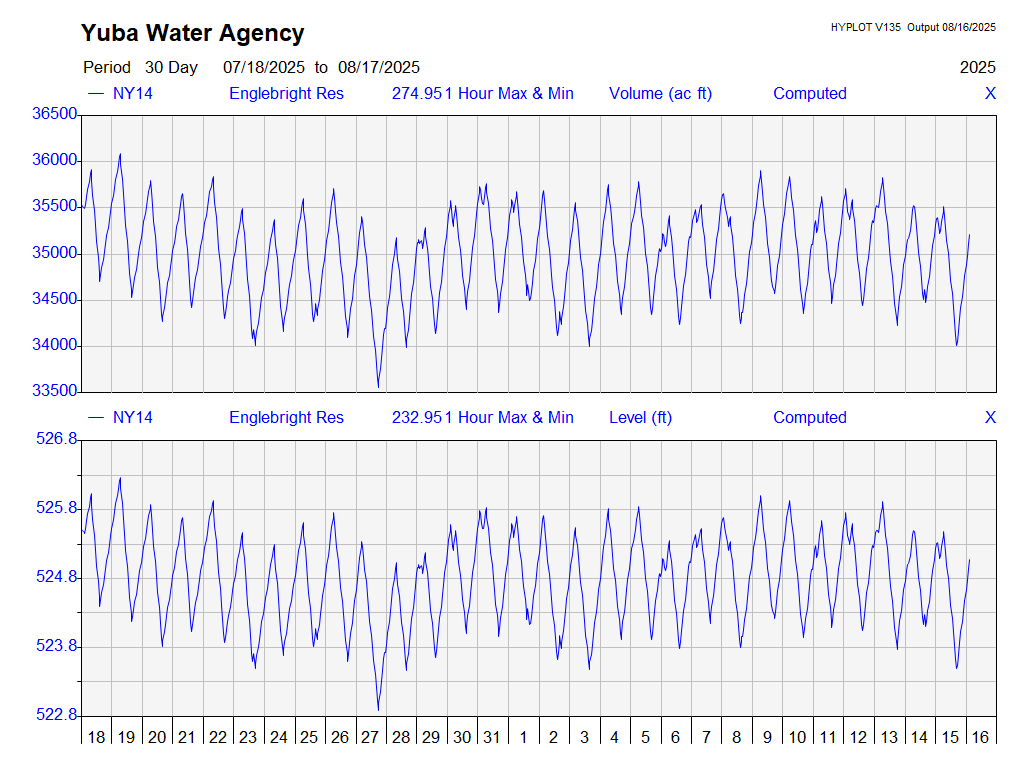 Yuba Water Agency
HYPLOT V135 Output 08/16/2025
Period 30 Day 07/18/2025 to 08/17/2025
2025
NY14 Englebright Res 274.951 Hour Max & Min Volume (ac ft) Computed X
36500
36000
35500
35000
34500
34000
33500
NY14 Englebright Res 232.951 Hour Max & Min Level (ft) Computed X
526.8
525.8
524.8
523.8
522.8
18 19 20 21 22 23 24 25 26 27 28 29 30 31 1 2 3 4 5 6 7 8 9 10 11 12 13 14 15 16